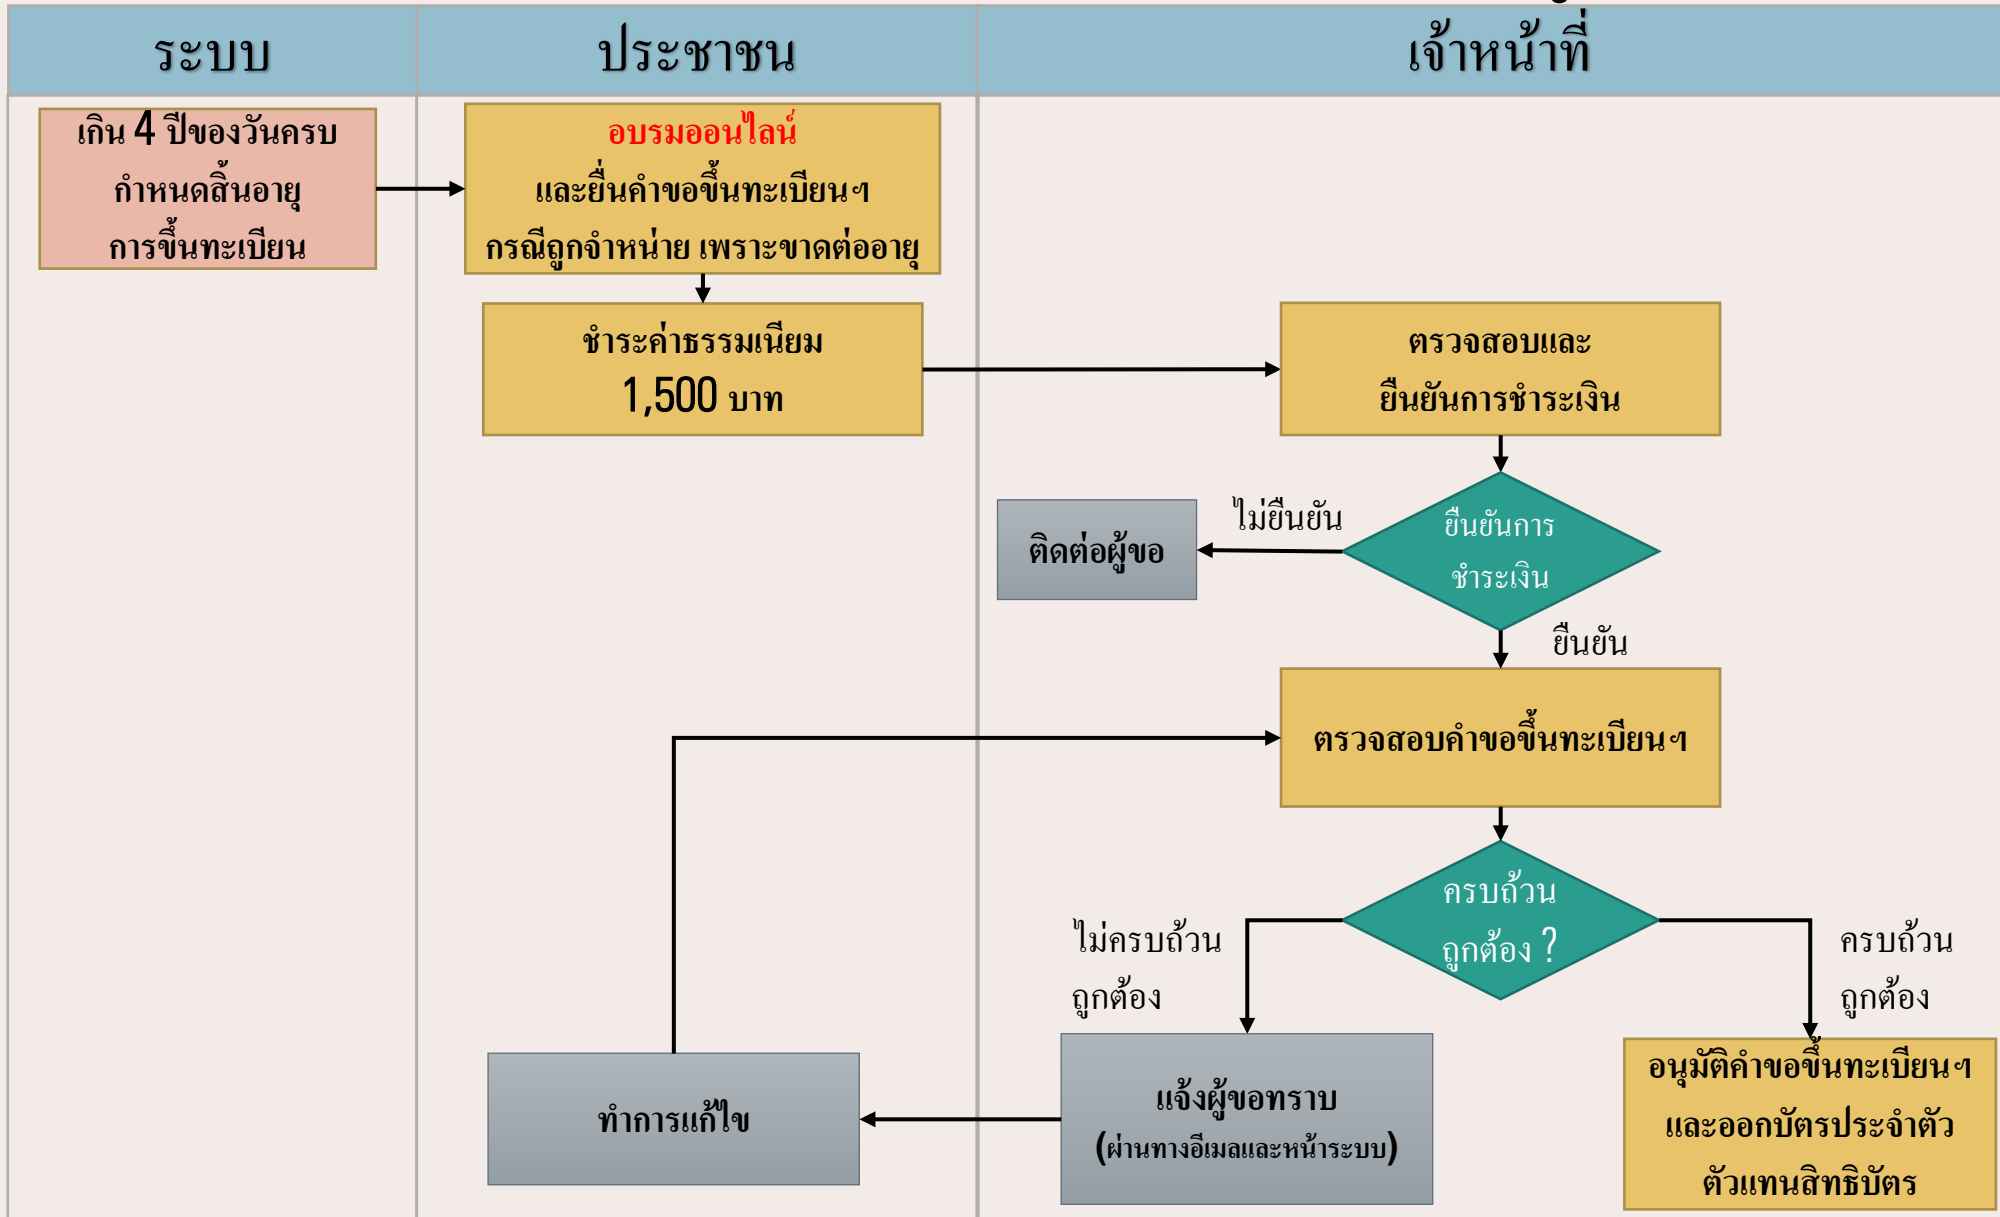 ระบบ
ประชาชน
เจ้าหน้าที่
เกิน 4 ปีของวันครบ
กำหนดสิ้นอายุ
การขึ้นทะเบียน
อบรมออนไลน์
และยื่นคำขอขึ้นทะเบียนฯ
กรณีถูกจำหน่าย เพราะขาดต่ออายุ
ชำระค่าธรรมเนียม
1,500 บาท
ตรวจสอบและ
ยืนยันการชำระเงิน
ยืนยันการ
ชำระเงิน
ไม่ยืนยัน
ติดต่อผู้ขอ
ยืนยัน
ตรวจสอบคำขอขึ้นทะเบียนฯ
ครบถ้วน
ถูกต้อง ?
ไม่ครบถ้วน
ถูกต้อง
ครบถ้วน
ถูกต้อง
แจ้งผู้ขอทราบ
(ผ่านทางอีเมลและหน้าระบบ)
ทำการแก้ไข
อนุมัติคำขอขึ้นทะเบียนฯ
และออกบัตรประจำตัว
ตัวแทนสิทธิบัตร